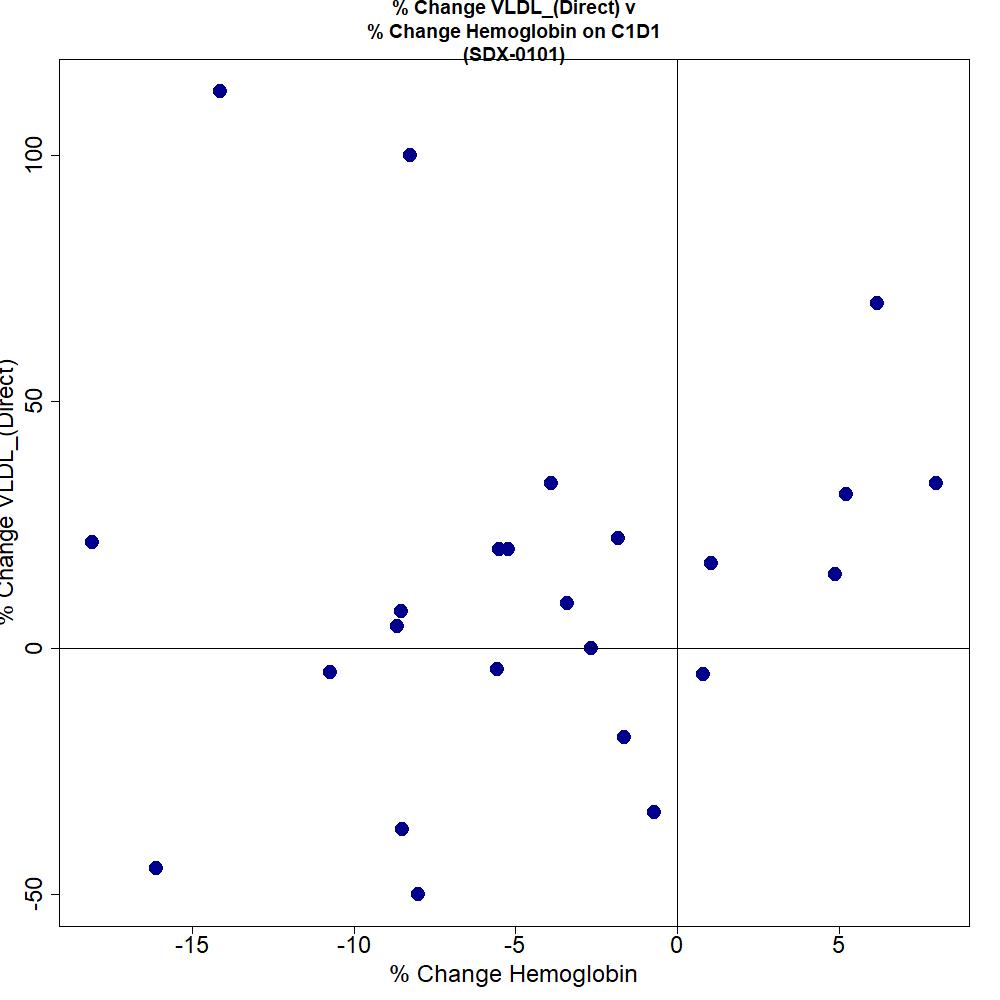 % Change VLDL_(Direct) v
% Change Hemoglobin on C1D1
(SDX-0101)
% Change VLDL_(Direct)
100
50
0
-50
-15 -10 -5 0 5
% Change Hemoglobin